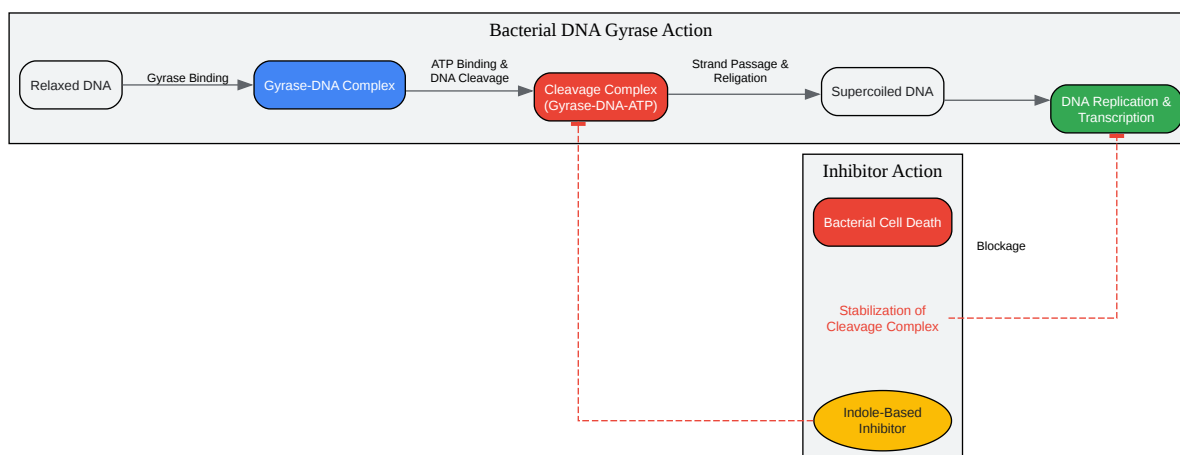 Bacterial DNA Gyrase Action
Relaxed DNA
Gyrase Binding
Gyrase-DNA Complex
ATP Binding &
DNA Cleavage
Cleavage Complex
(Gyrase-DNA-ATP)
Strand Passage &
Religation
Supercoiled DNA
DNA Replication &
Transcription
Inhibitor Action
Bacterial Cell Death
Blockage
Stabilization of
Cleavage Complex
Indole-Based
Inhibitor